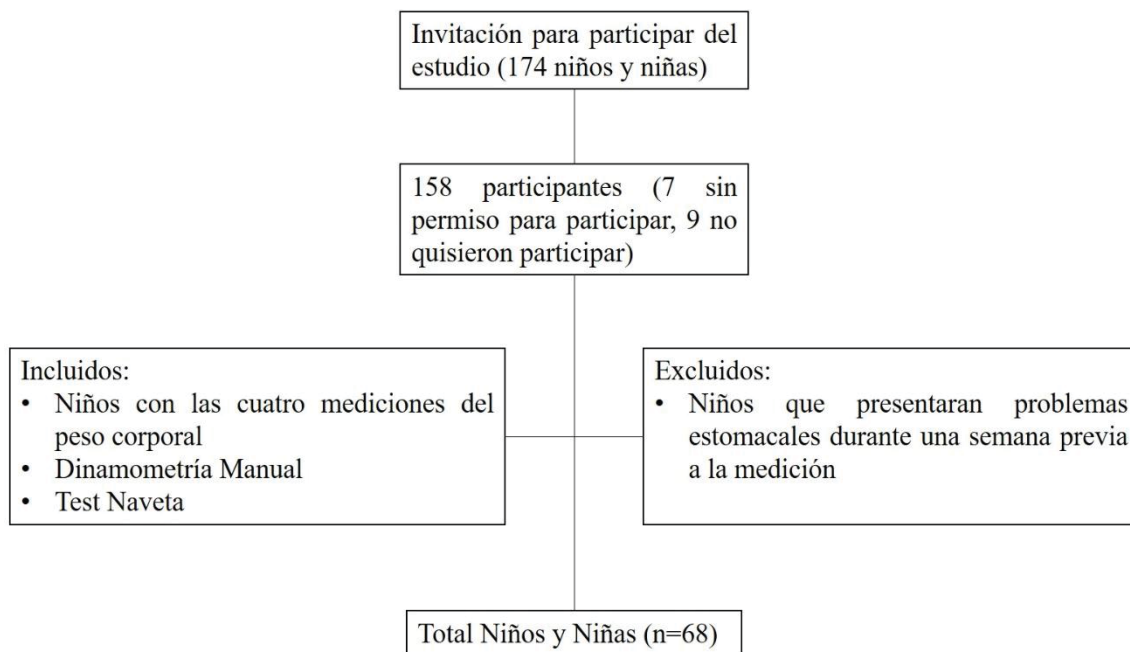 Invitación para participar del
estudio (174 niños y niñas)
158 participantes (7 sin
permiso para participar, 9 no
quisieron participar)
Incluidos:
• Niños con las cuatro mediciones del
peso corporal
• Dinamometría Manual
• Test Naveta
Excluidos:
• Niños que presentaran problemas
estomacales durante una semana previa
a la medición
Total Niños y Niñas (n=68)